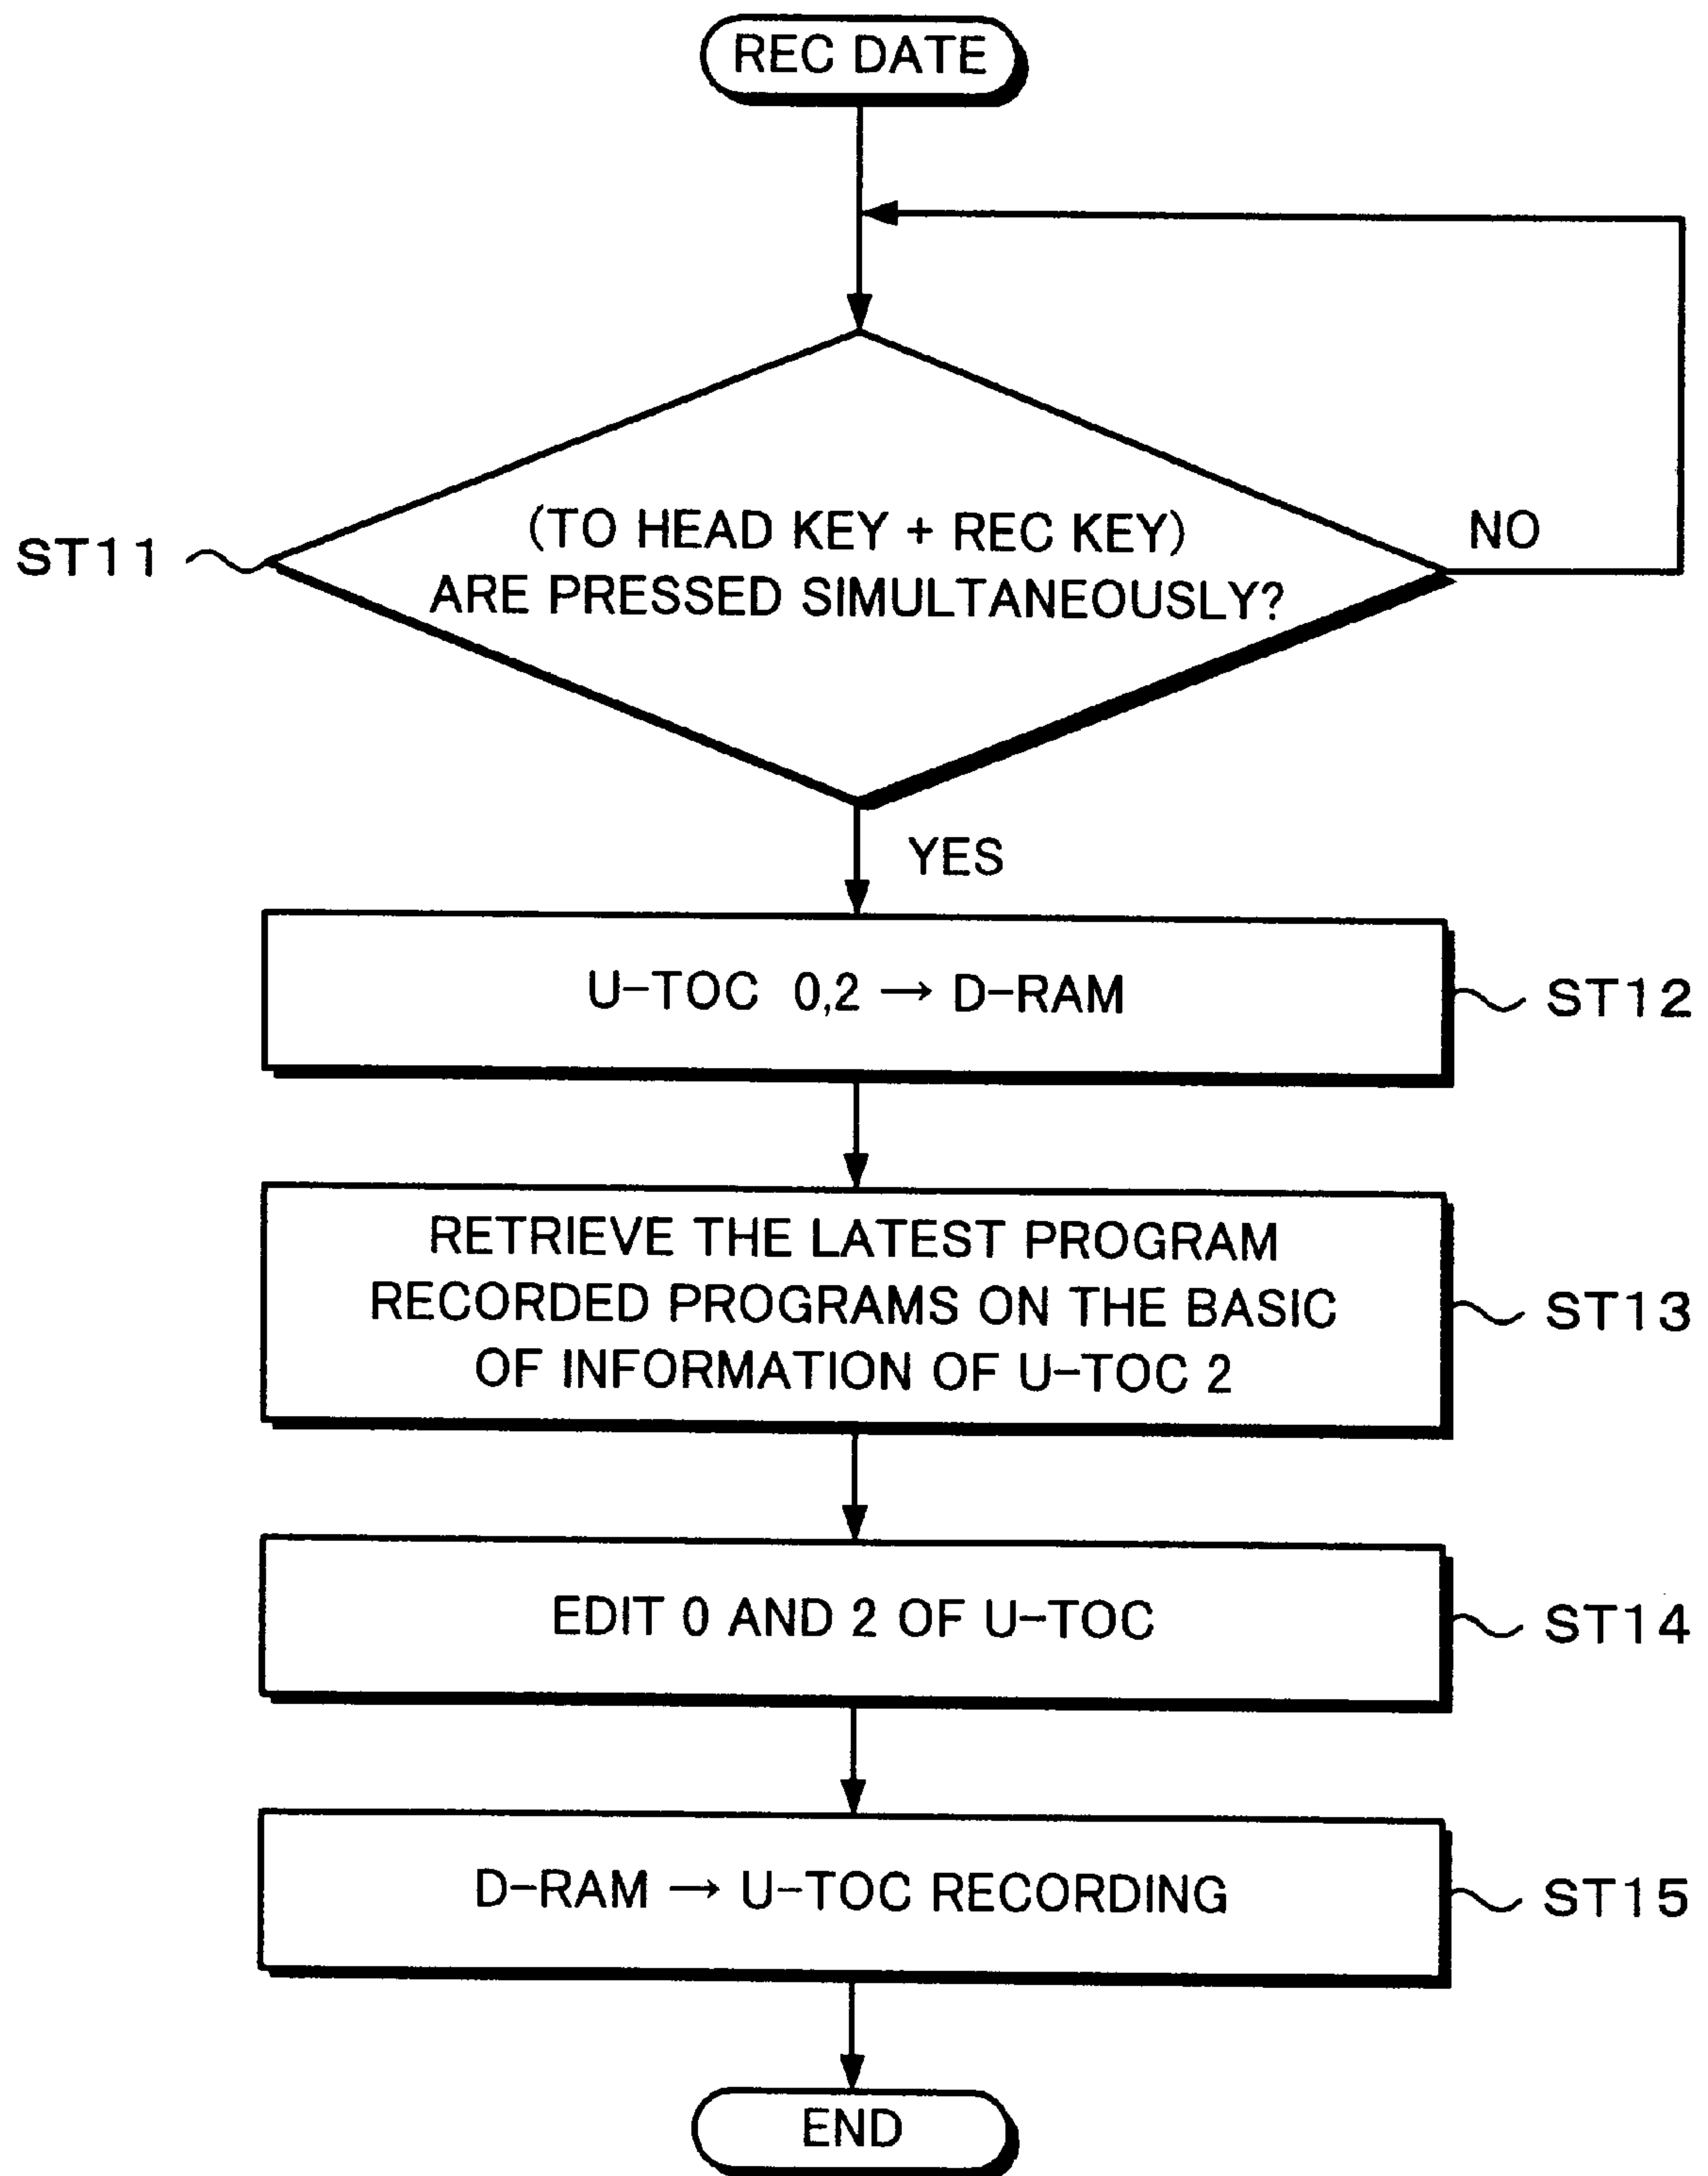 REC DATE
(TO HEAD KEY + REC KEY)
ARE PRESSED SIMULTANEOUSLY?
NO
ST11
YES
U-TOC 0,2 → D-RAM
ST12
RETRIEVE THE LATEST PROGRAM
RECORDED PROGRAMS ON THE BASIC
OF INFORMATION OF U-TOC 2
ST13
EDIT 0 AND 2 OF U-TOC
ST14
D-RAM → U-TOC RECORDING
ST15
END